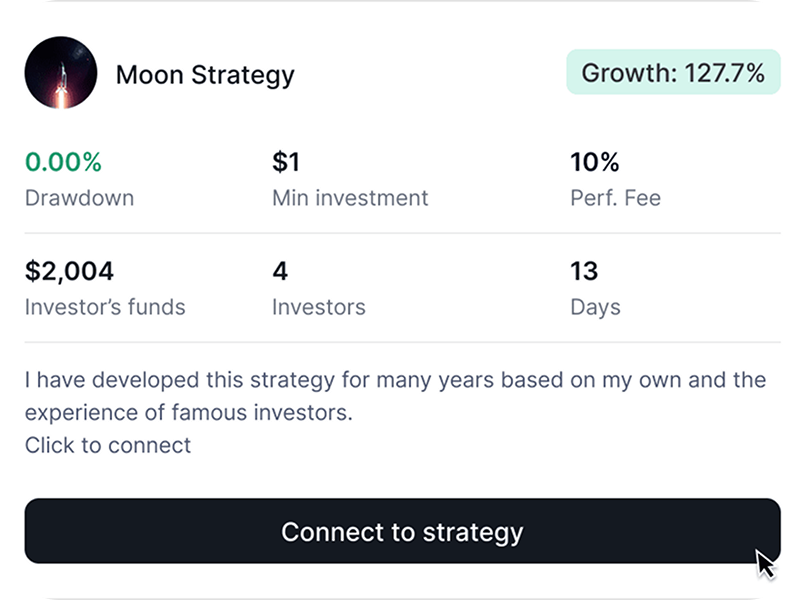 Moon Strategy
Growth: 127.7%
0.00%
$1
10%
Drawdown
Min investment
Perf. Fee
$2,004
4
13
Investor’s funds
Investors
Days
I have developed this strategy for many years based on my own and the
experience of famous investors.
Click to connect
Connect to strategy